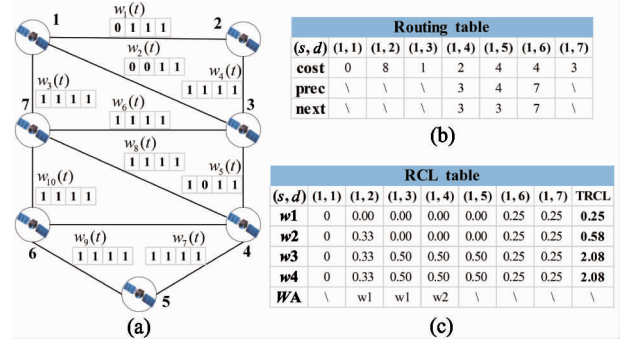 (a)
1
2
3
4
5
6
7
w1(t)
0 1 1 1
w2(t)
0 0 1 1
w3(t)
1 1 1 1
w4(t)
1 1 1 1
w6(t)
1 1 1 1
w8(t)
1 1 1 1
w5(t)
1 0 1 1
w10(t)
1 1 1 1
w9(t)
1 1 1 1
w7(t)
1 1 1 1
Routing table
(s, d) (1, 1) (1, 2) (1, 3) (1, 4) (1, 5) (1, 6) (1, 7)
cost 0 8 1 2 4 4 3
prec \ \ \ 3 4 7 \
next \ \ \ 3 3 7 \
(b)
RCL table
(s, d) (1, 1) (1, 2) (1, 3) (1, 4) (1, 5) (1, 6) (1, 7) TRCL
w1 0 0.00 0.00 0.00 0.00 0.25 0.25 0.25
w2 0 0.33 0.00 0.00 0.00 0.25 0.25 0.58
w3 0 0.33 0.50 0.50 0.50 0.25 0.25 2.08
w4 0 0.33 0.50 0.50 0.50 0.25 0.25 2.08
WA \ w1 w1 w2 \ \ \ \
(c)